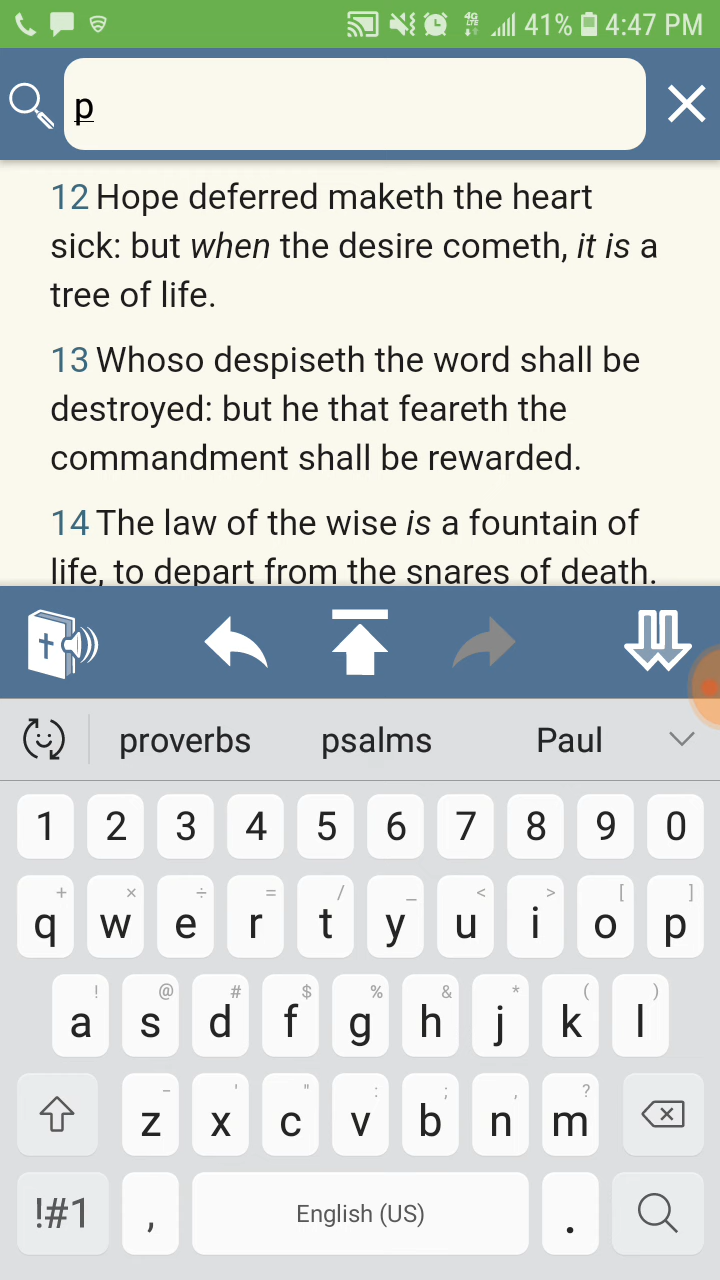 4G LTE 41% 4:47 PM
p
12 Hope deferred maketh the heart
sick: but when the desire cometh, it is a
tree of life.
13 Whoso despiseth the word shall be
destroyed: but he that feareth the
commandment shall be rewarded.
14 The law of the wise is a fountain of
life, to depart from the snares of death.
proverbs psalms Paul
1 2 3 4 5 6 7 8 9 0
+ × ÷ = / _ < > [ ]
q w e r t y u i o p
! @ # $ % & * ( )
a s d f g h j k l
- ' " : ; , ?
z x c v b n m
!#1 , English (US) .